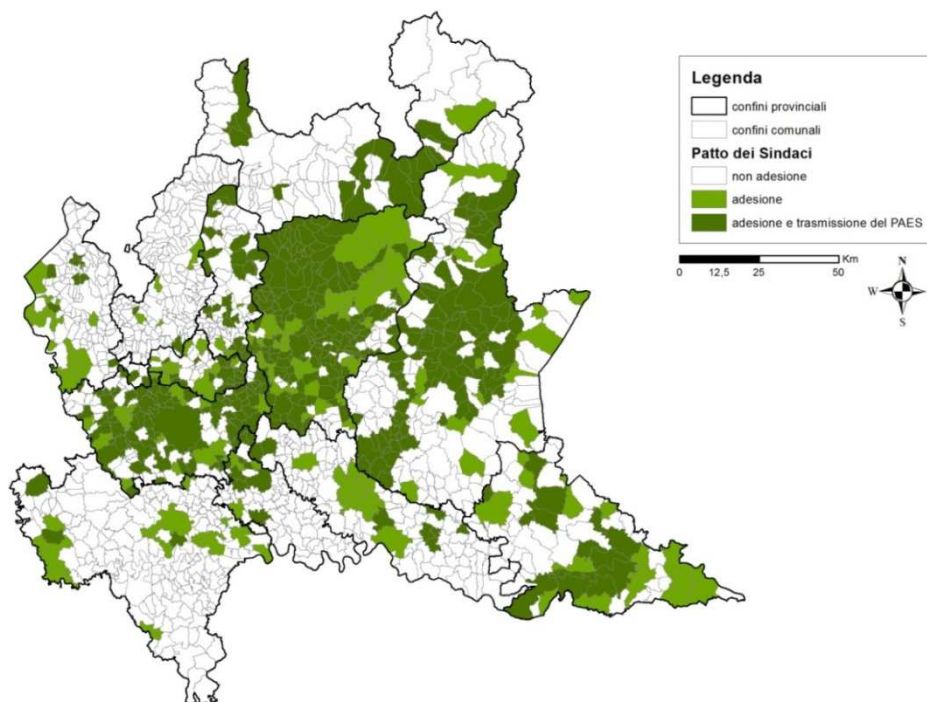 Legenda
confini provinciali
confini comunali
Patto dei Sindaci
non adesione
adesione
adesione e trasmissione del PAES
Km
0 12,5 25 50
N
W E
S